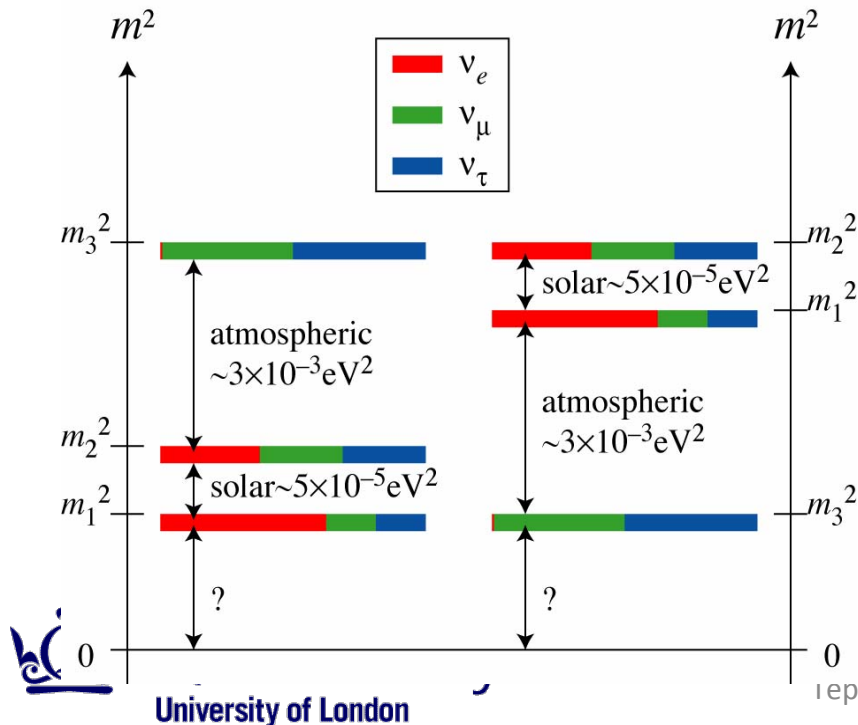 m²
m²
νe
νμ
ντ
m₃²
m₂²
solar~5×10⁻⁵eV²
m₁²
atmospheric
~3×10⁻³eV²
atmospheric
~3×10⁻³eV²
m₂²
solar~5×10⁻⁵eV²
m₁²
m₃²
?
?
0
0
University of London